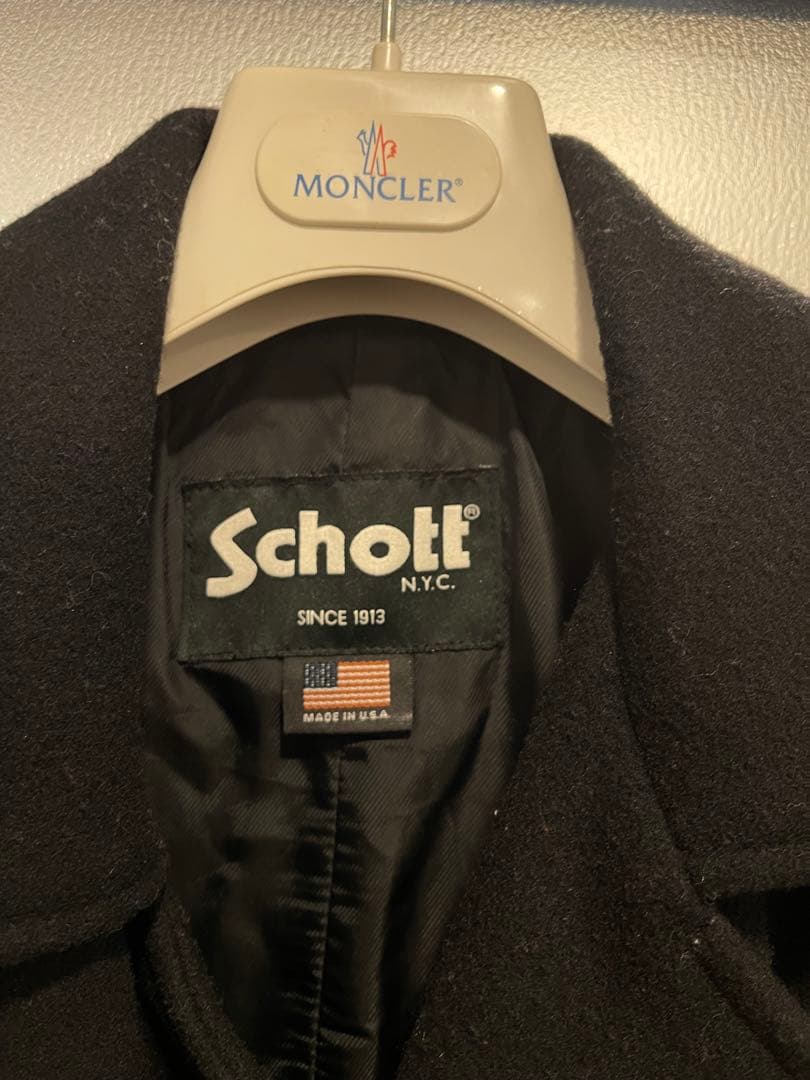 MONCLER®
Schott®
N.Y.C.
SINCE 1913
MADE IN U.S.A